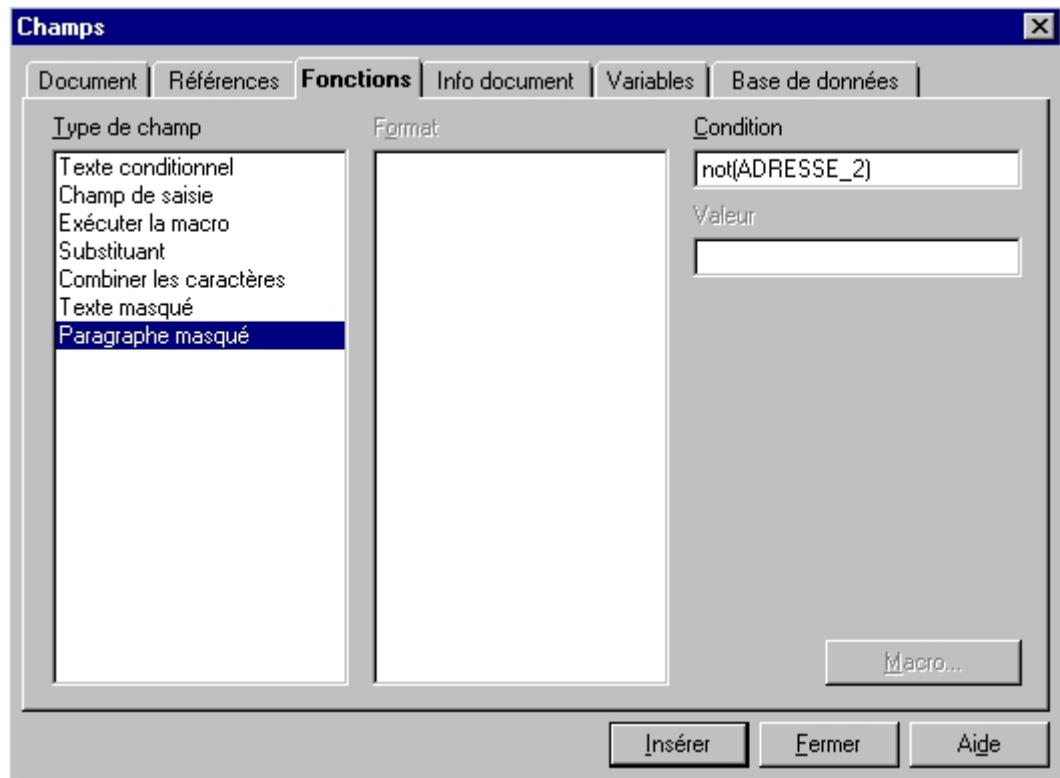 Champs
Document Références Fonctions Info document Variables Base de données
Type de champ Format Condition
Texte conditionnel
Champ de saisie
Exécuter la macro
Substituant
Combiner les caractères
Texte masqué
Paragraphe masqué
not(ADRESSE_2)
Valeur
Macro...
Insérer Fermer Aide